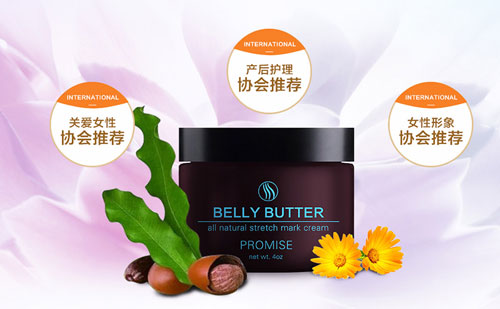 INTERNATIONAL
产后护理
协会推荐
INTERNATIONAL
关爱女性
协会推荐
INTERNATIONAL
女性形象
协会推荐
BELLY BUTTER
all natural stretch mark cream
PROMISE
net wt. 4oz